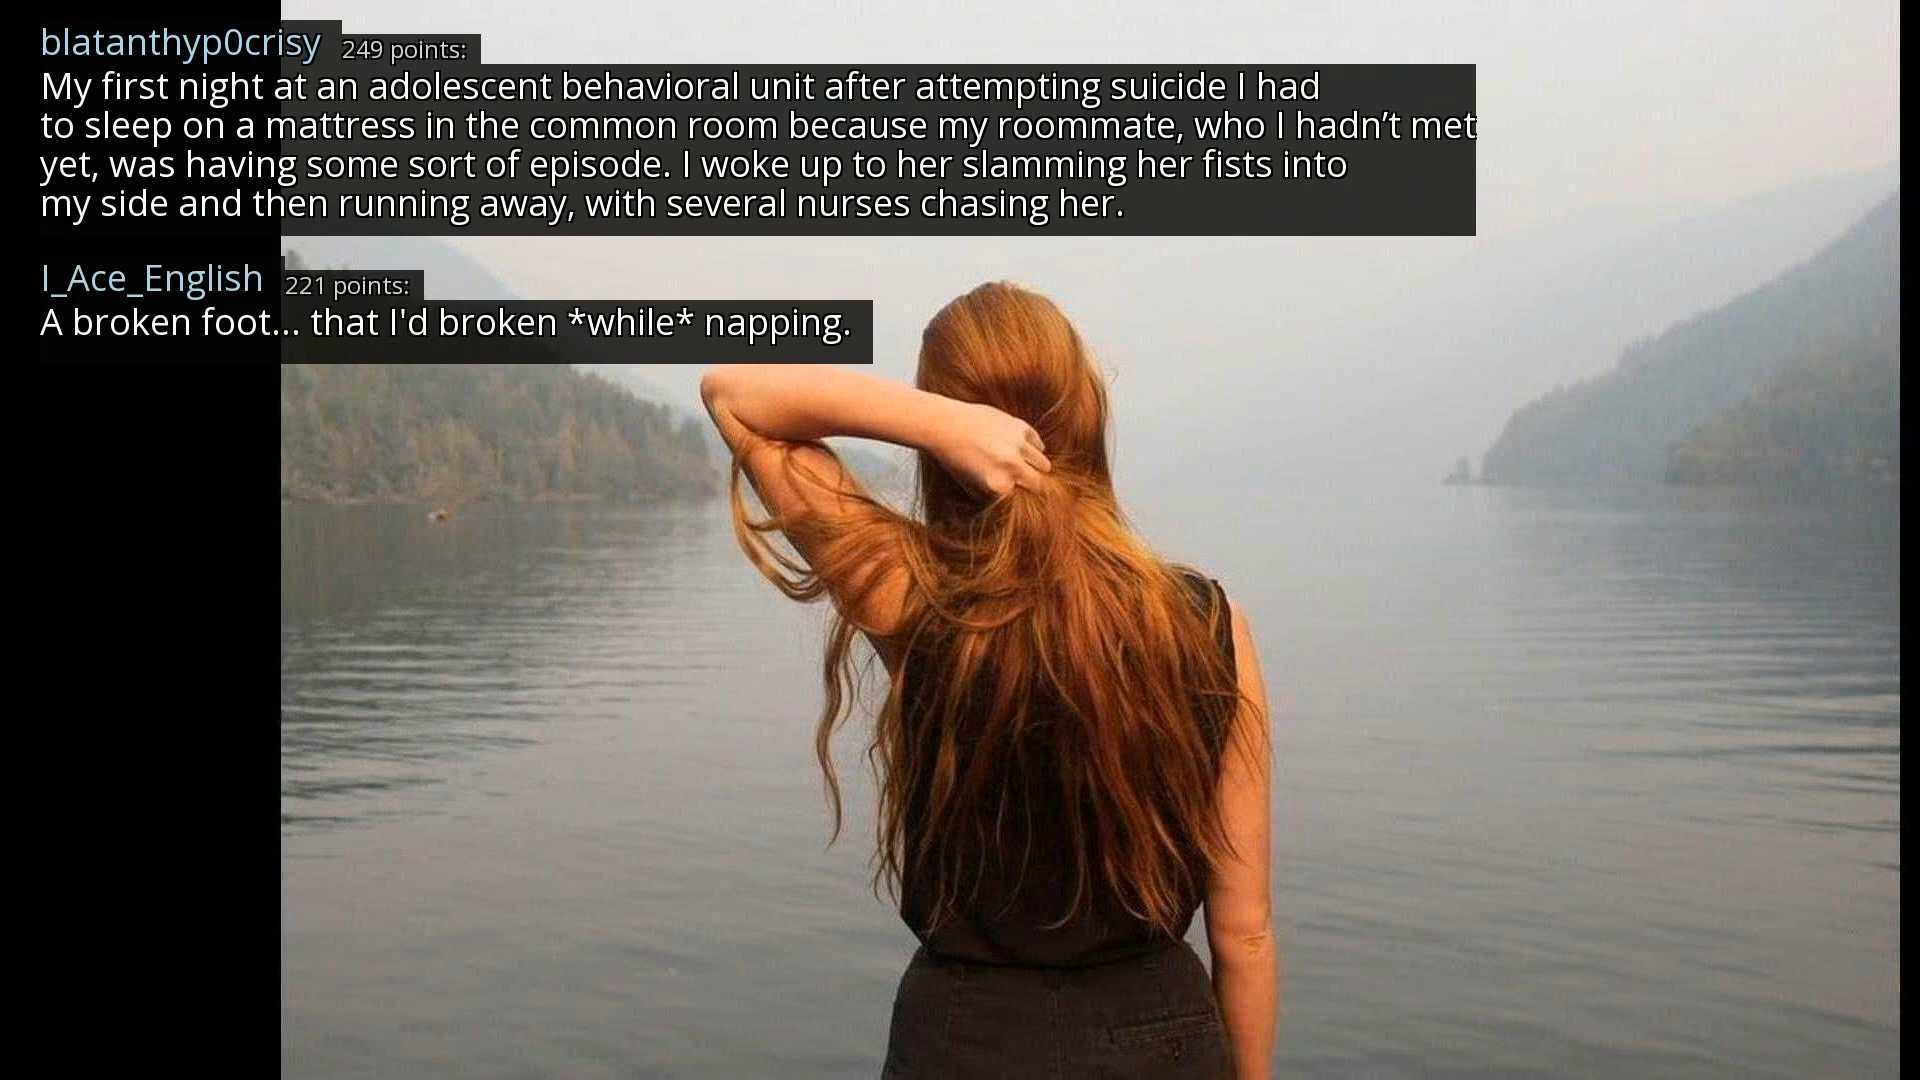 blatanthyp0crisy 249 points:
My first night at an adolescent behavioral unit after attempting suicide I had
to sleep on a mattress in the common room because my roommate, who I hadn’t met
yet, was having some sort of episode. I woke up to her slamming her fists into
my side and then running away, with several nurses chasing her.
I_Ace_English 221 points:
A broken foot... that I'd broken *while* napping.